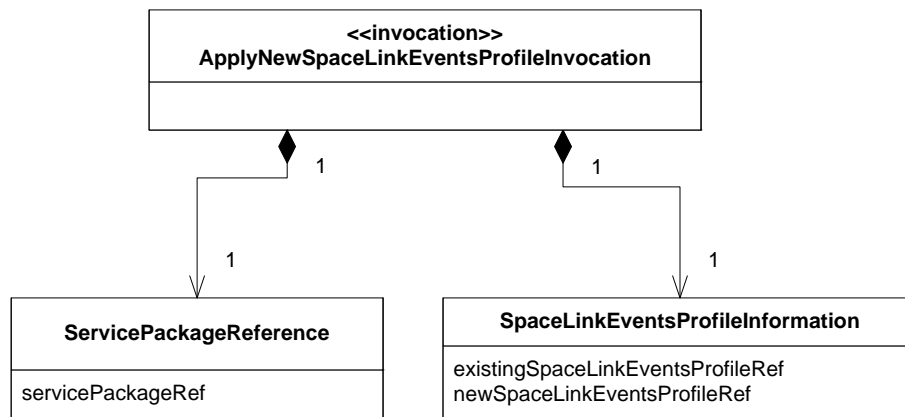 <<invocation>>
ApplyNewSpaceLinkEventsProfileInvocation
1
1
1
1
ServicePackageReference
servicePackageRef
SpaceLinkEventsProfileInformation
existingSpaceLinkEventsProfileRef
newSpaceLinkEventsProfileRef